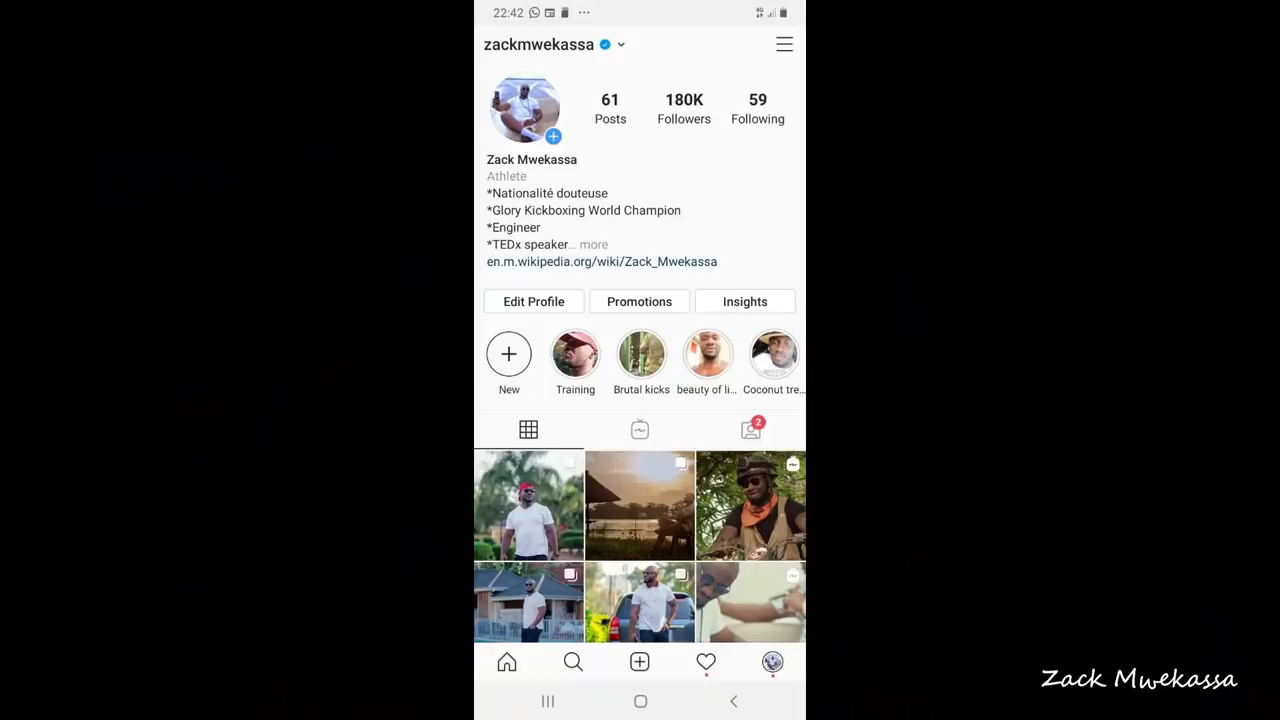 22:42
zackmwekassa
61 180K 59
Posts Followers Following
Zack Mwekassa
Athlete
*Nationalité douteuse
*Glory Kickboxing World Champion
*Engineer
*TEDx speaker... more
en.m.wikipedia.org/wiki/Zack_Mwekassa
Edit Profile Promotions Insights
New Training Brutal kicks beauty of li... Coconut tre...
2
Zack Mwekassa